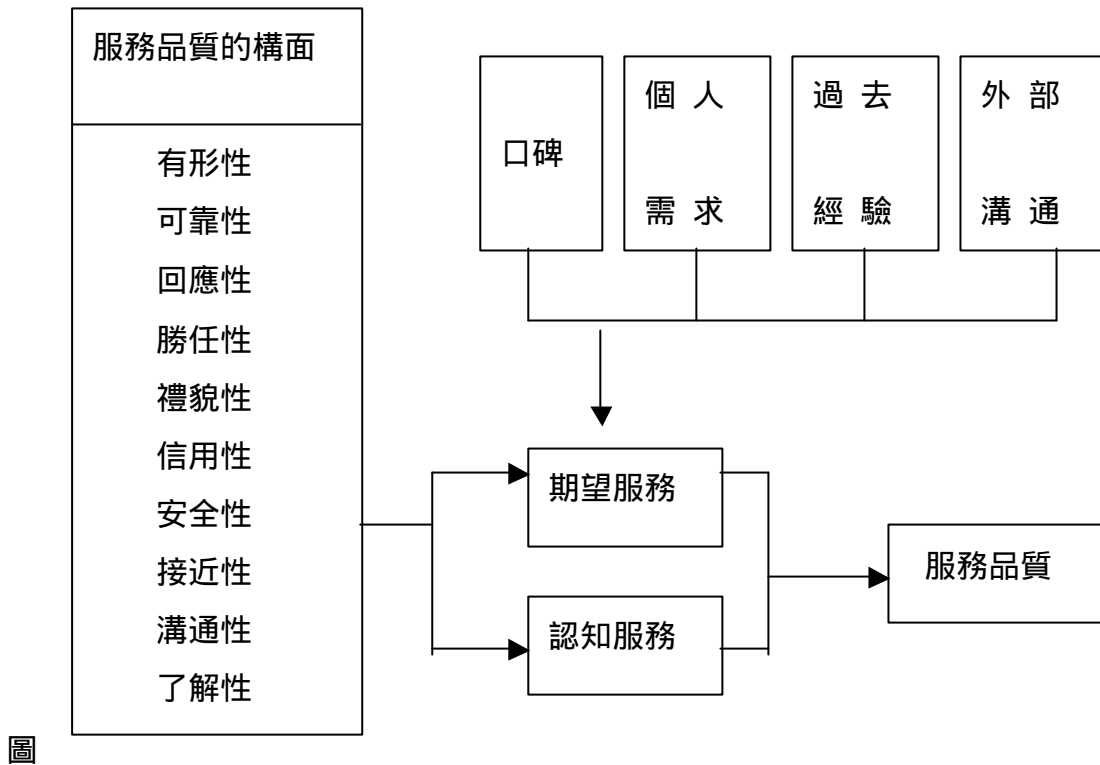 服務品質的構面
有形性
可靠性
回應性
勝任性
禮貌性
信用性
安全性
接近性
溝通性
了解性
口碑
個 人
需 求
過 去
經 驗
外 部
溝 通
期望服務
認知服務
服務品質
圖